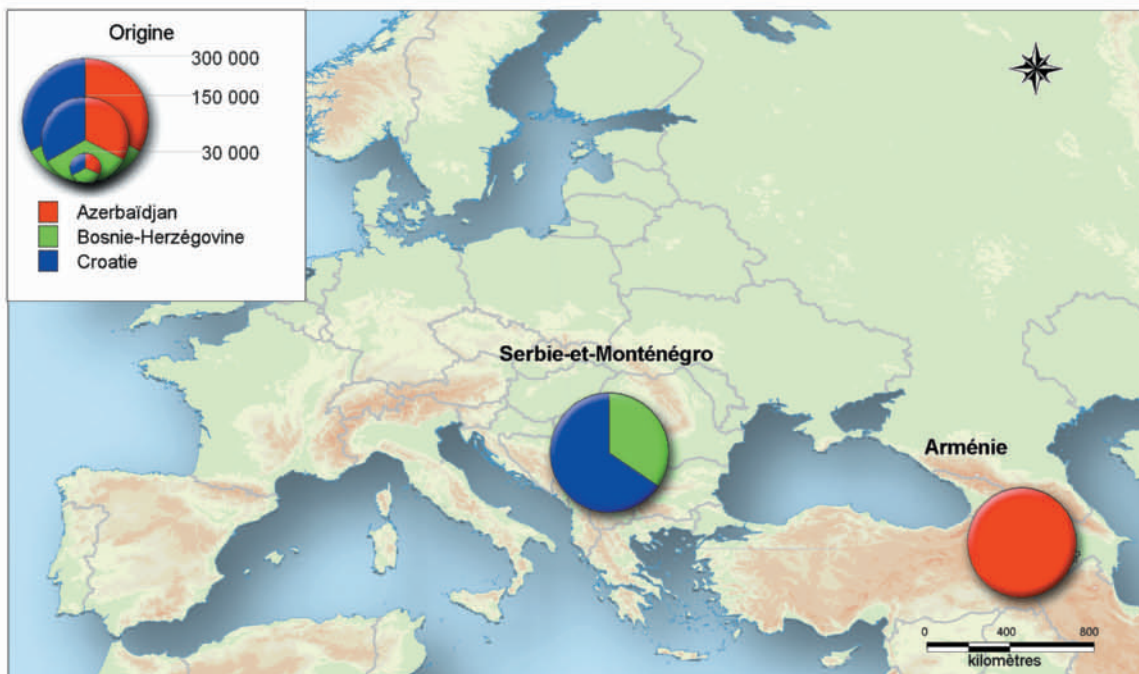 Origine
300 000
150 000
30 000
Azerbaïdjan
Bosnie-Herzégovine
Croatie
Serbie-et-Monténégro
Arménie
0 400 800
kilomètres